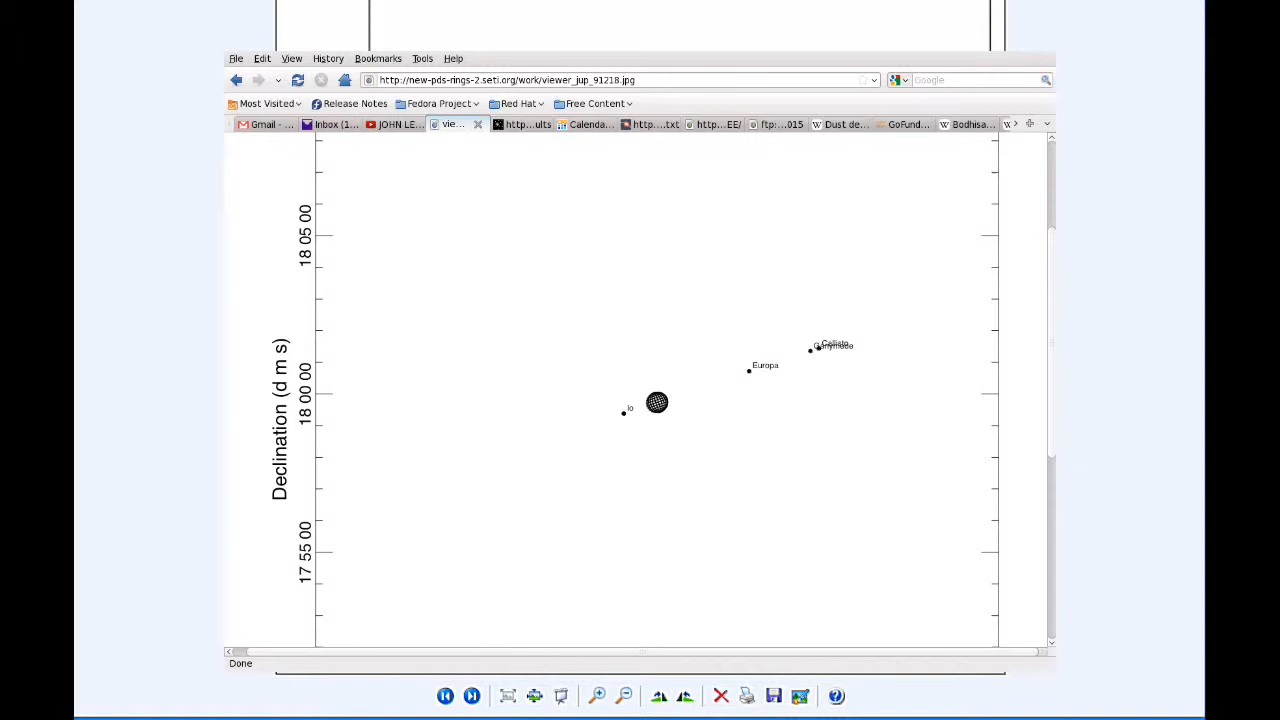 File Edit View History Bookmarks Tools Help
http://new-pds-rings-2.seti.org/work/viewer_jup_91218.jpg
Google
Most Visited Release Notes Fedora Project Red Hat Free Content
Gmail - ... Inbox (1... JOHN LE... vie... http...ults Calenda... http....txt http...EE/ ftp:...015 Dust de... GoFund... Bodhisa...
18 05 00
Callisto
Ganymede
Europa
18 00 00
Io
Declination (d m s)
17 55 00
Done